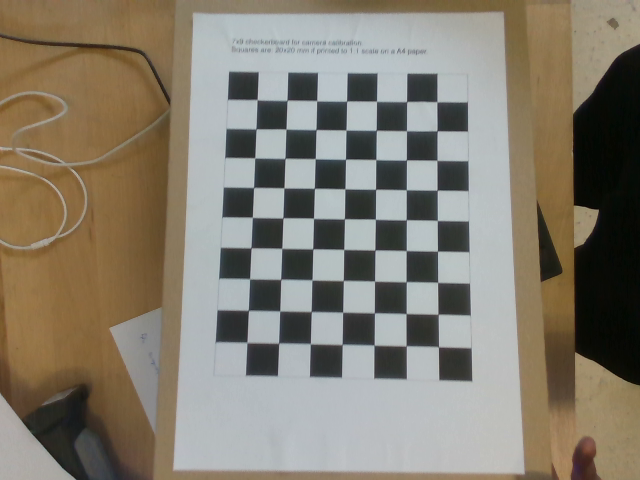 7x9 checkerboard for camera calibration.
Squares are: 20x20 mm if printed to 1:1 scale on a A4 paper.